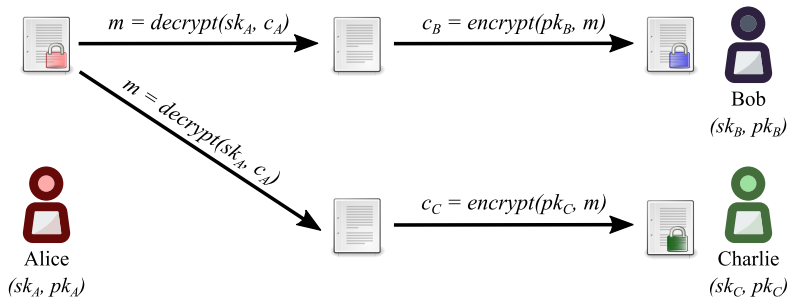 m = decrypt(sk_A, c_A)
c_B = encrypt(pk_B, m)
Bob
(sk_B, pk_B)
m = decrypt(sk_A, c_A)
c_C = encrypt(pk_C, m)
Alice
(sk_A, pk_A)
Charlie
(sk_C, pk_C)